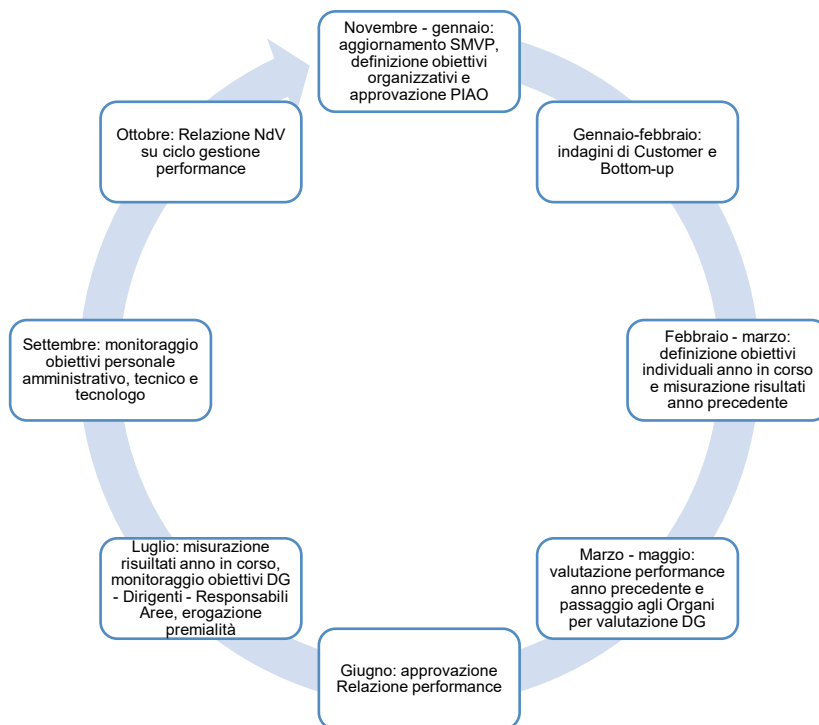 Novembre - gennaio:
aggiornamento SMVP,
definizione obiettivi
organizzativi e
approvazione PIAO
Gennaio-febbraio:
indagini di Customer e
Bottom-up
Febbraio - marzo:
definizione obiettivi
individuali anno in corso
e misurazione risultati
anno precedente
Marzo - maggio:
valutazione performance
anno precedente e
passaggio agli Organi
per valutazione DG
Giugno: approvazione
Relazione performance
Luglio: misurazione
risuiltati anno in corso,
monitoraggio obiettivi DG
- Dirigenti - Responsabili
Aree, erogazione
premialità
Settembre: monitoraggio
obiettivi personale
amministrativo, tecnico e
tecnologo
Ottobre: Relazione NdV
su ciclo gestione
performance